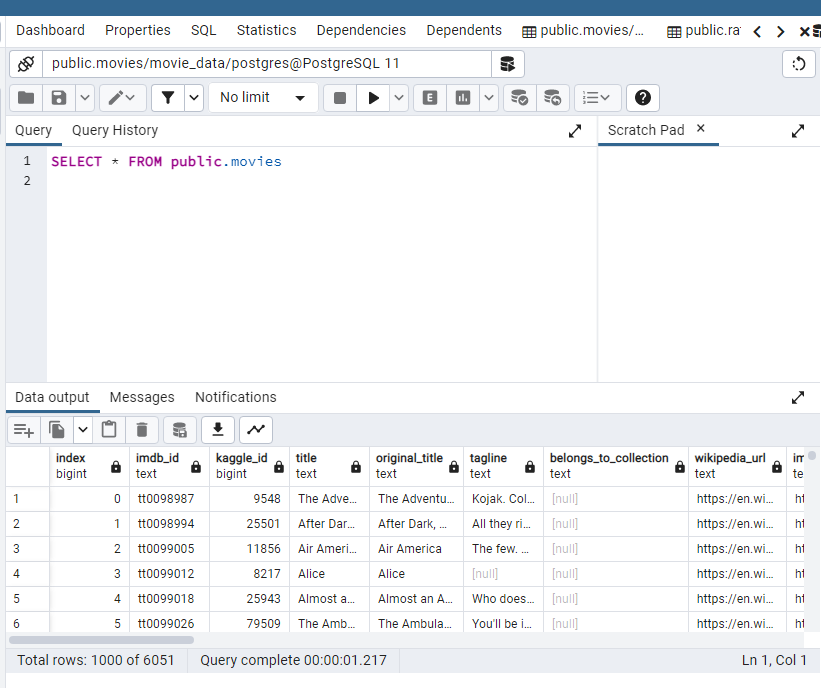 Dashboard Properties SQL Statistics Dependencies Dependents public.movies/... public.ra
public.movies/movie_data/postgres@PostgreSQL 11
No limit E
Query Query History Scratch Pad
1 SELECT * FROM public.movies
2
Data output Messages Notifications
index imdb_id kaggle_id title original_title tagline belongs_to_collection wikipedia_url im
bigint text bigint text text text text text te
1 0 tt0098987 9548 The Adve... The Adventu... Kojak. Col... [null] https://en.wi... ht
2 1 tt0098994 25501 After Dar... After Dark, ... All they ri... [null] https://en.wi... ht
3 2 tt0099005 11856 Air Ameri... Air America The few. ... [null] https://en.wi... ht
4 3 tt0099012 8217 Alice Alice [null] [null] https://en.wi... ht
5 4 tt0099018 25943 Almost a... Almost an A... Who does... [null] https://en.wi... ht
6 5 tt0099026 79509 The Amb... The Ambula... You'll be i... [null] https://en.wi... ht
Total rows: 1000 of 6051 Query complete 00:00:01.217 Ln 1, Col 1